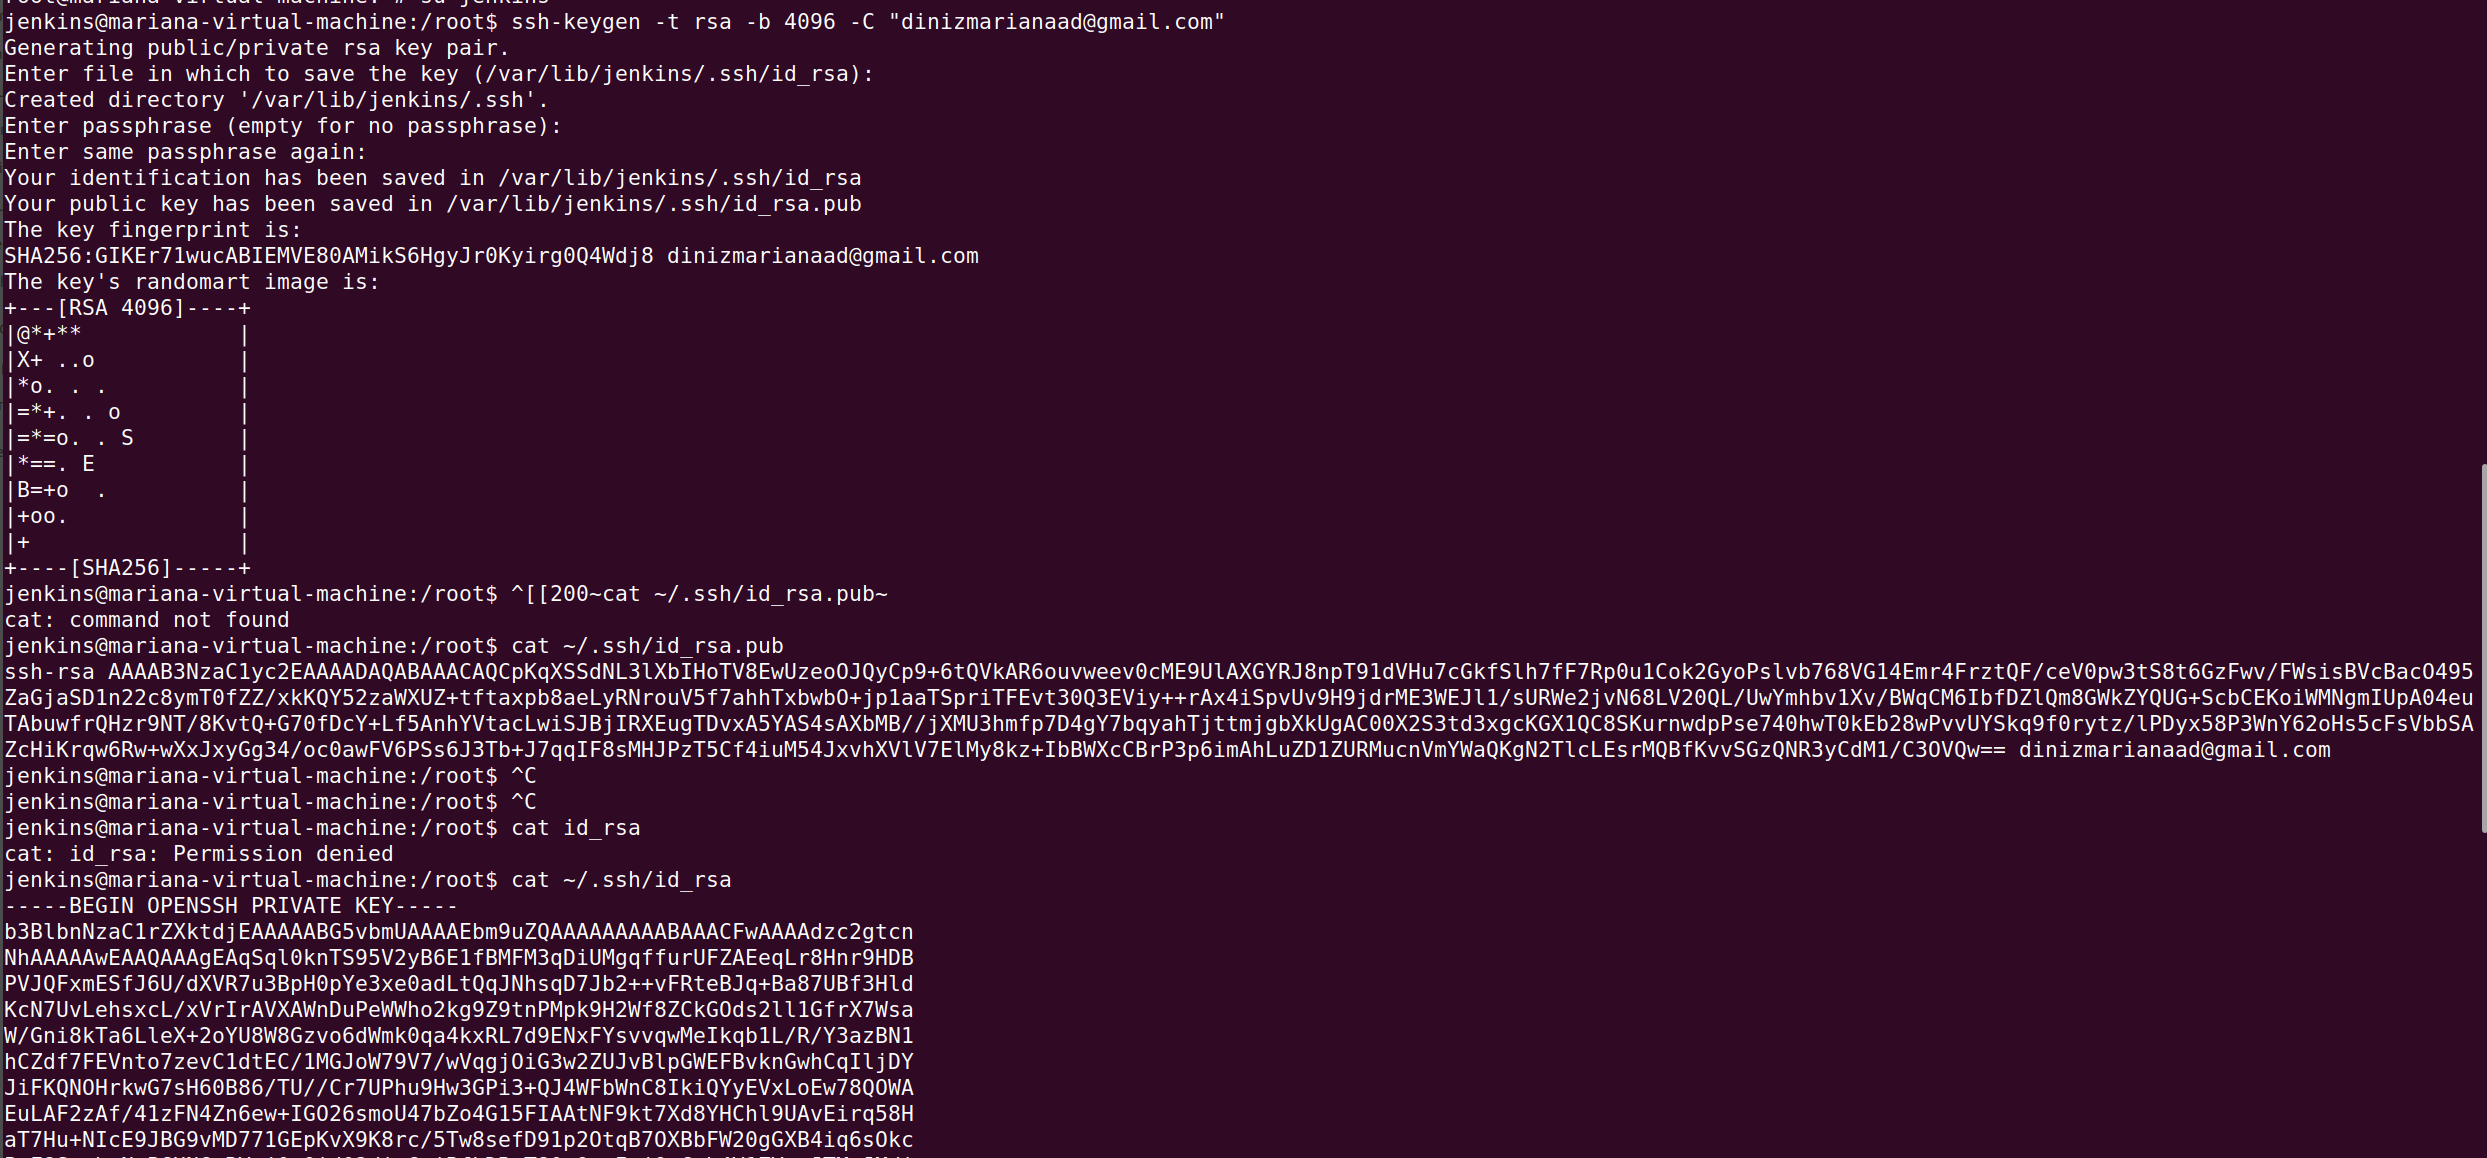 jenkins@mariana-virtual-machine:/root$ ssh-keygen -t rsa -b 4096 -C "dinizmarianaad@gmail.com"
Generating public/private rsa key pair.
Enter file in which to save the key (/var/lib/jenkins/.ssh/id_rsa):
Created directory '/var/lib/jenkins/.ssh'.
Enter passphrase (empty for no passphrase):
Enter same passphrase again:
Your identification has been saved in /var/lib/jenkins/.ssh/id_rsa
Your public key has been saved in /var/lib/jenkins/.ssh/id_rsa.pub
The key fingerprint is:
SHA256:GIKEr71wucABIEMVE80AMikS6HgyJr0Kyirg0Q4Wdj8 dinizmarianaad@gmail.com
The key's randomart image is:
+---[RSA 4096]----+
|@*+**            |
|X+ ..o           |
|*o. . .          |
|=*+. . o         |
|=*=o. . S        |
|*==. E           |
|B=+o  .          |
|+oo.             |
|+                |
+----[SHA256]-----+
jenkins@mariana-virtual-machine:/root$ ^[[200~cat ~/.ssh/id_rsa.pub~
cat: command not found
jenkins@mariana-virtual-machine:/root$ cat ~/.ssh/id_rsa.pub
ssh-rsa AAAAB3NzaC1yc2EAAAADAQABAAACAQCpKqXSSdNL3lXbIHoTV8EwUzeoOJQyCp9+6tQVkAR6ouvweev0cME9UlAXGYRJ8npT91dVHu7cGkfSlh7fF7Rp0u1Cok2GyoPslvb768VG14Emr4FrztQF/ceV0pw3tS8t6GzFwv/FWsisBVcBacO495
ZaGjaSD1n22c8ymT0fZZ/xkKQY52zaWXUZ+tftaxpb8aeLyRNrouV5f7ahhTxbwbO+jp1aaTSpriTFEvt30Q3EViy++rAx4iSpvUv9H9jdrME3WEJl1/sURWe2jvN68LV20QL/UwYmhbv1Xv/BWqCM6IbfDZlQm8GWkZYQUG+ScbCEKoiWMNgmIUpA04eu
TAbuwfrQHzr9NT/8KvtQ+G70fDcY+Lf5AnhYVtacLwiSJBjIRXEugTDvxA5YAS4sAXbMB//jXMU3hmfp7D4gY7bqyahTjttmjgbXkUgAC00X2S3td3xgcKGX1QC8SKurnwdpPse740hwT0kEb28wPvvUYSkq9f0rytz/lPDyx58P3WnY62oHs5cFsVbbSA
ZcHiKrqw6Rw+wXxJxyGg34/oc0awFV6PSs6J3Tb+J7qqIF8sMHJPzT5Cf4iuM54JxvhXVlV7ElMy8kz+IbBWXcCBrP3p6imAhLuZD1ZURMucnVmYWaQKgN2TlcLEsrMQBfKvvSGzQNR3yCdM1/C3OVQw== dinizmarianaad@gmail.com
jenkins@mariana-virtual-machine:/root$ ^C
jenkins@mariana-virtual-machine:/root$ ^C
jenkins@mariana-virtual-machine:/root$ cat id_rsa
cat: id_rsa: Permission denied
jenkins@mariana-virtual-machine:/root$ cat ~/.ssh/id_rsa
-----BEGIN OPENSSH PRIVATE KEY-----
b3BlbnNzaC1rZXktdjEAAAAABG5vbmUAAAAEbm9uZQAAAAAAAAABAAACFwAAAAdzc2gtcn
NhAAAAAwEAAQAAAgEAqSql0knTS95V2yB6E1fBMFM3qDiUMgqffurUFZAEeqLr8Hnr9HDB
PVJQFxmESfJ6U/dXVR7u3BpH0pYe3xe0adLtQqJNhsqD7Jb2++vFRteBJq+Ba87UBf3Hld
KcN7UvLehsxcL/xVrIrAVXAWnDuPeWWho2kg9Z9tnPMpk9H2Wf8ZCkGOds2ll1GfrX7Wsa
W/Gni8kTa6LleX+2oYU8W8Gzvo6dWmk0qa4kxRL7d9ENxFYsvvqwMeIkqb1L/R/Y3azBN1
hCZdf7FEVnto7zevC1dtEC/1MGJoW79V7/wVqgjOiG3w2ZUJvBlpGWEFBvknGwhCqIljDY
JiFKQNOHrkwG7sH60B86/TU//Cr7UPhu9Hw3GPi3+QJ4WFbWnC8IkiQYyEVxLoEw78QOWA
EuLAF2zAf/41zFN4Zn6ew+IGO26smoU47bZo4G15FIAAtNF9kt7Xd8YHChl9UAvEirq58H
aT7Hu+NIcE9JBG9vMD771GEpKvX9K8rc/5Tw8sefD91p2OtqB7OXBbFW20gGXB4iq6sOkc